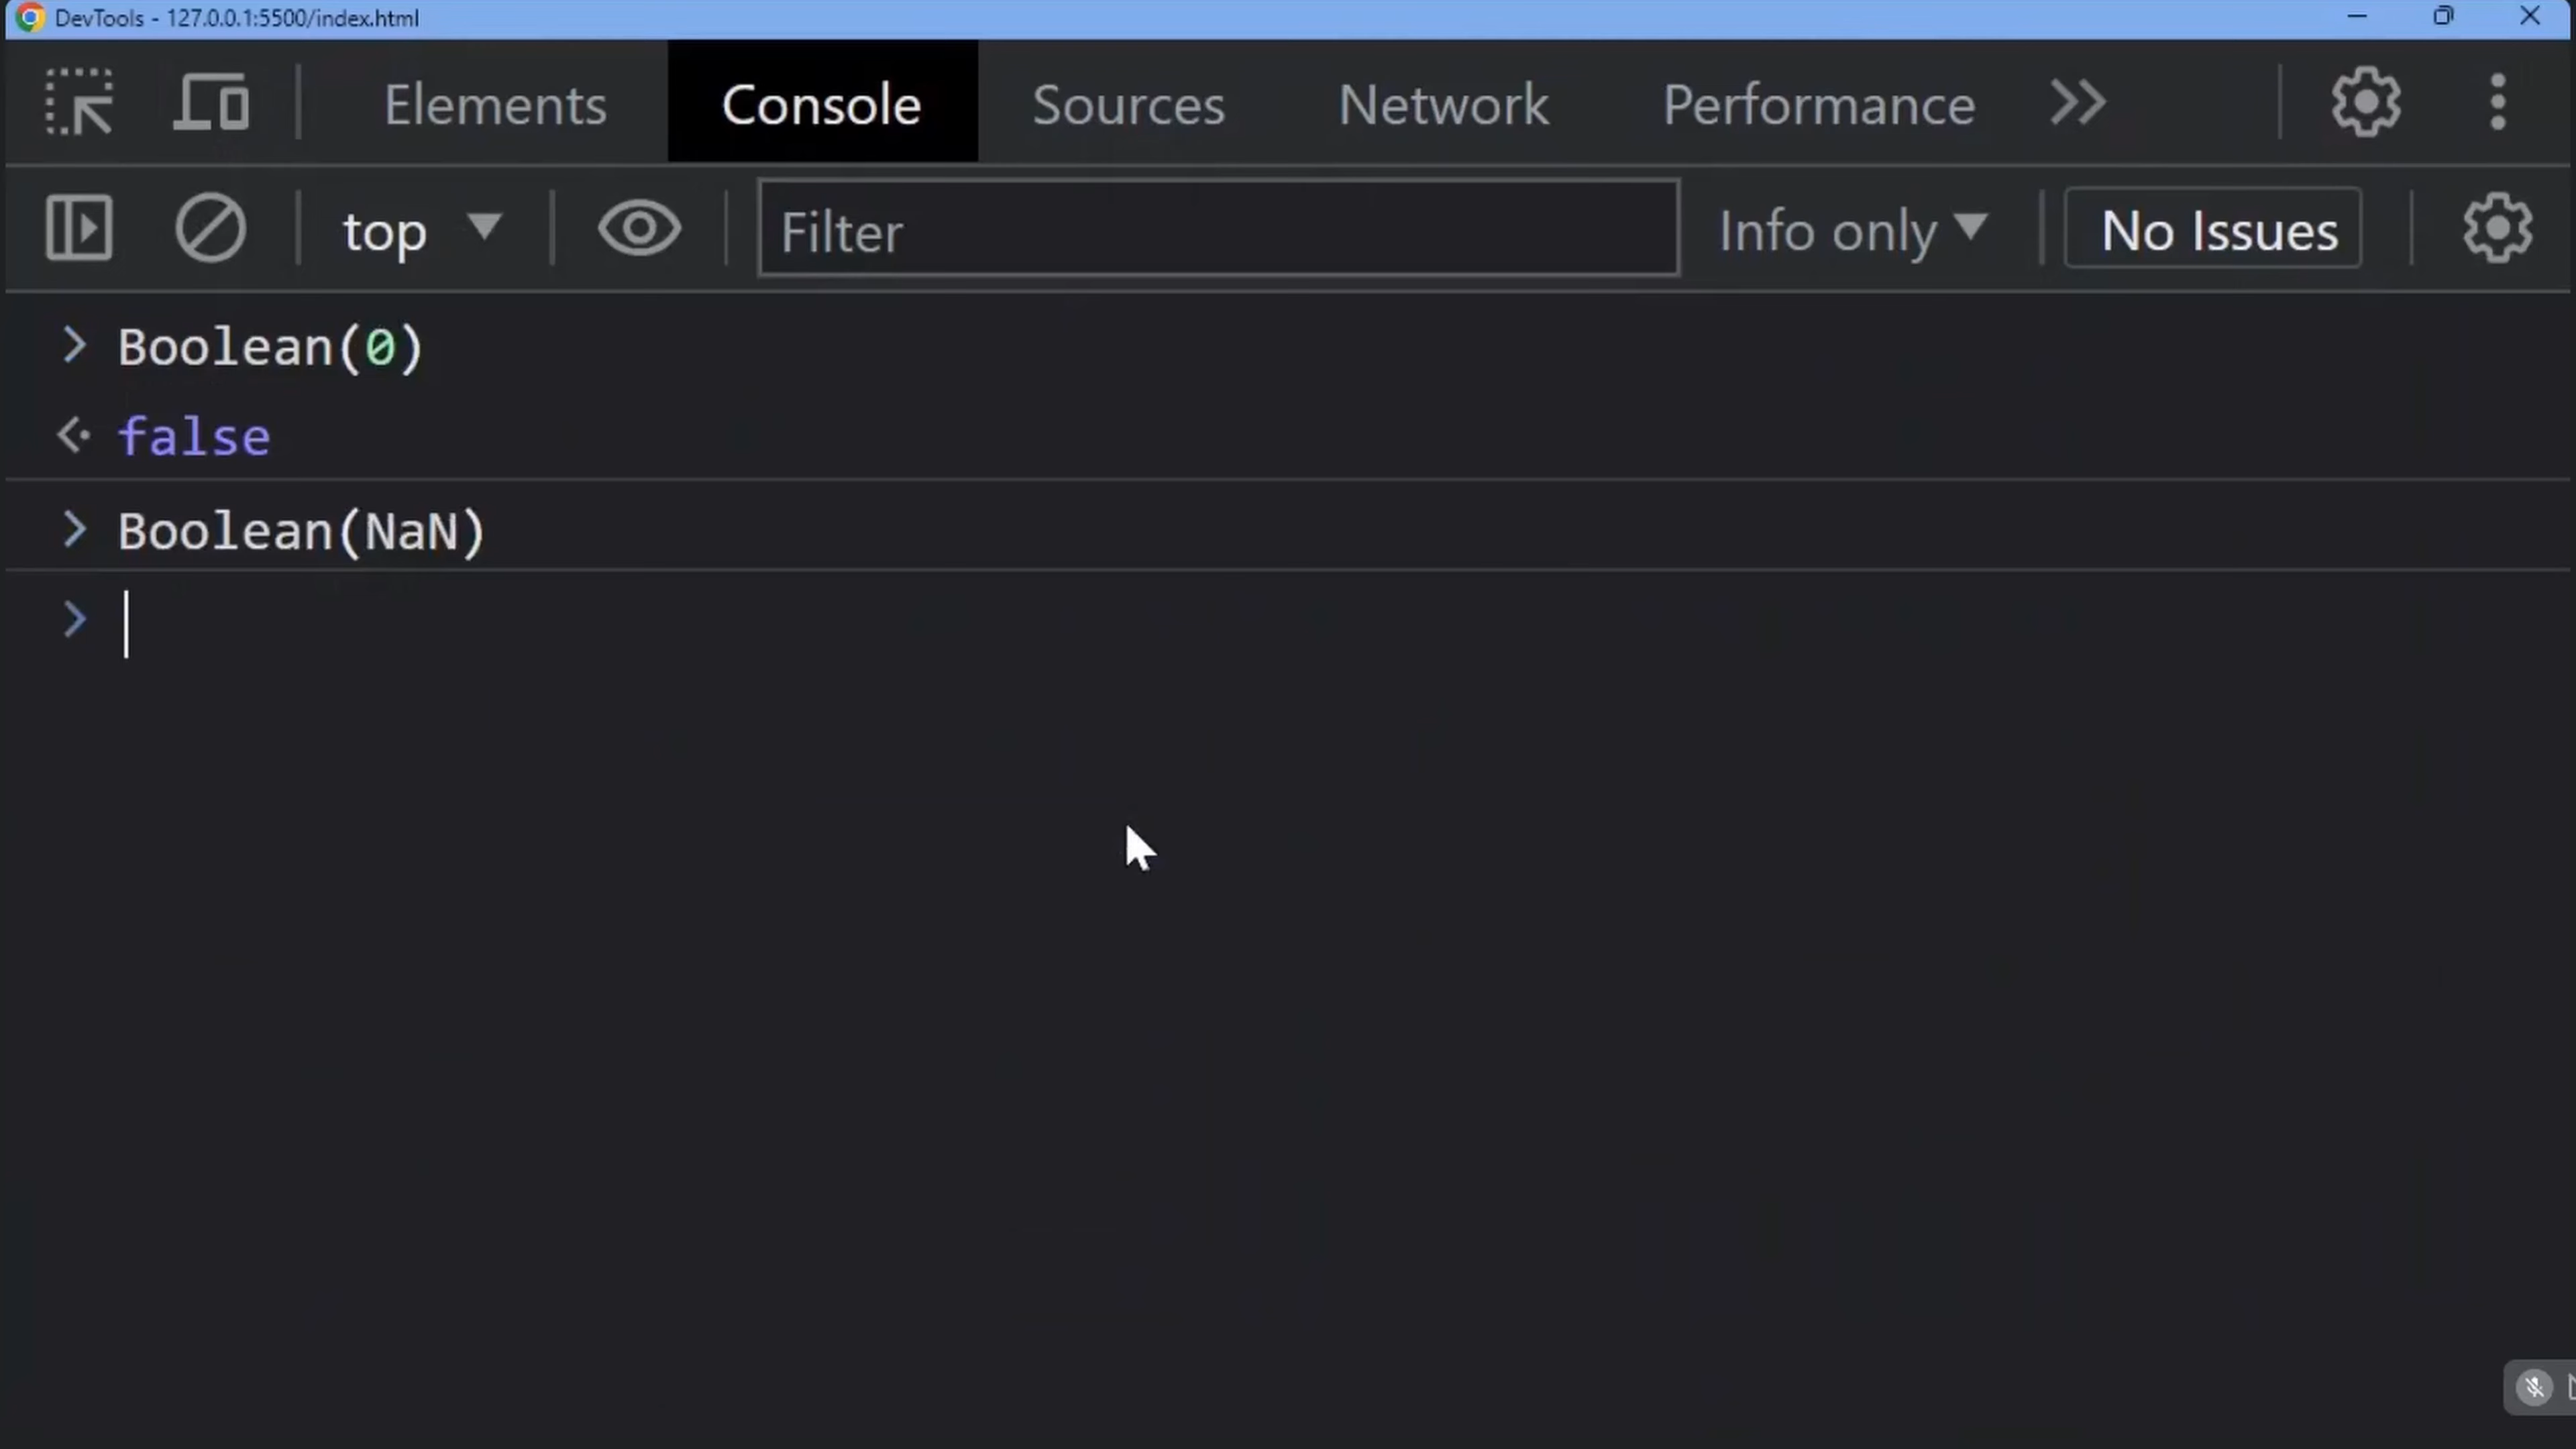 DevTools - 127.0.0.1:5500/index.html
Elements Console Sources Network Performance
top Filter Info only No Issues
> Boolean(0)
false
> Boolean(NaN)
>